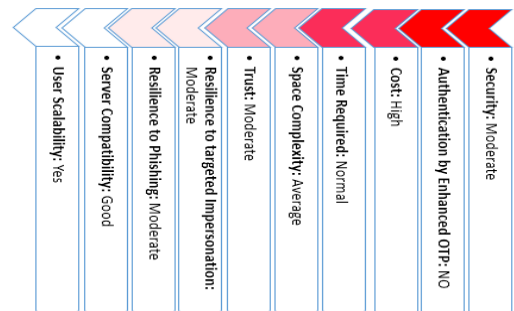 • Security: Moderate
• Authentication by Enhanced OTP: NO
• Cost: High
• Time Required: Normal
• Space Complexity: Average
• Trust: Moderate
• Resilience to targeted Impersonation:
Moderate
• Resilience to Phishing: Moderate
• Server Compatibility: Good
• User Scalability: Yes